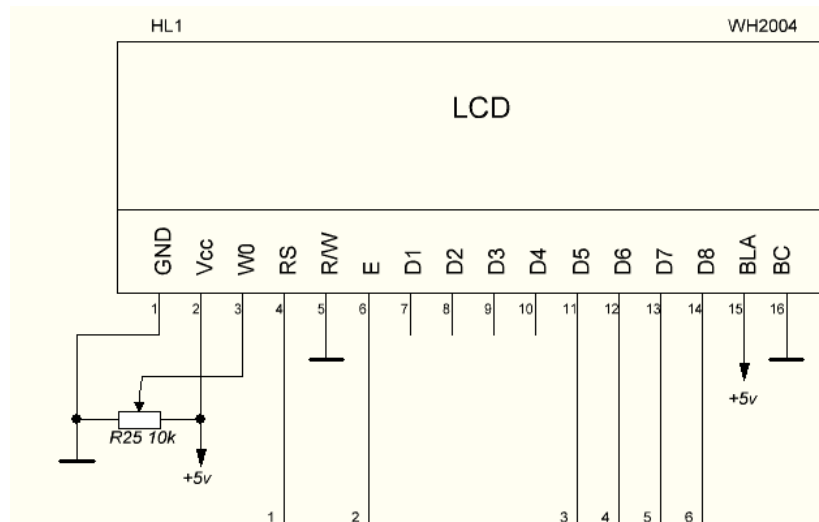 HL1 WH2004
LCD
GND Vcc W0 RS R/W E D1 D2 D3 D4 D5 D6 D7 D8 BLA BC
1 2 3 4 5 6 7 8 9 10 11 12 13 14 15 16
+5v
R25 10k
+5v
1 2 3 4 5 6